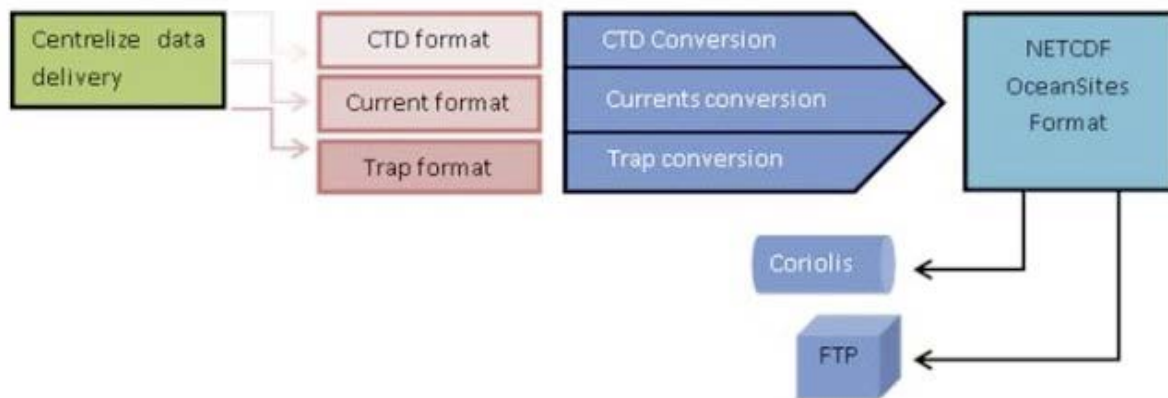 Centrelize data
delivery
CTD format
Current format
Trap format
CTD Conversion
Currents conversion
Trap conversion
NETCDF
OceanSites
Format
Coriolis
FTP